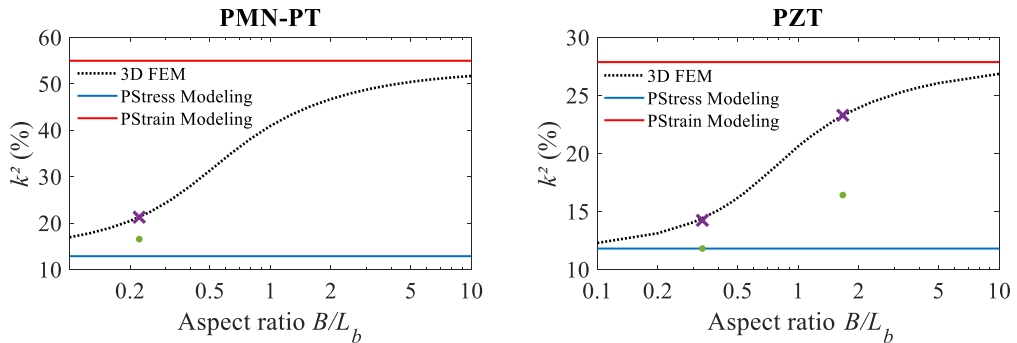 PMN-PT
60
50
40
30
20
10
k² (%)
3D FEM
PStress Modeling
PStrain Modeling
0.2 0.5 1 2 5 10
Aspect ratio B/L_b
PZT
30
25
20
15
10
k² (%)
3D FEM
PStress Modeling
PStrain Modeling
0.1 0.2 0.5 1 2 5 10
Aspect ratio B/L_b